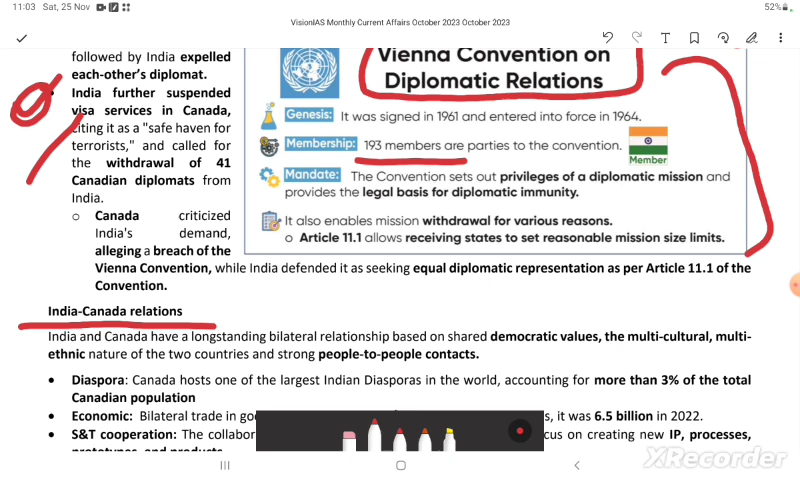 11:03 Sat, 25 Nov
52%
VisionIAS Monthly Current Affairs October 2023 October 2023
followed by India expelled
each-other's diplomat.
India further suspended
visa services in Canada,
citing it as a "safe haven for
terrorists," and called for
the withdrawal of 41
Canadian diplomats from
India.
o Canada criticized
India's demand,
alleging a breach of the
Vienna Convention, while India defended it as seeking equal diplomatic representation as per Article 11.1 of the
Convention.
Vienna Convention on
Diplomatic Relations
Genesis: It was signed in 1961 and entered into force in 1964.
Membership: 193 members are parties to the convention.
Member
Mandate: The Convention sets out privileges of a diplomatic mission and
provides the legal basis for diplomatic immunity.
It also enables mission withdrawal for various reasons.
o Article 11.1 allows receiving states to set reasonable mission size limits.
India-Canada relations
India and Canada have a longstanding bilateral relationship based on shared democratic values, the multi-cultural, multi-
ethnic nature of the two countries and strong people-to-people contacts.
• Diaspora: Canada hosts one of the largest Indian Diasporas in the world, accounting for more than 3% of the total
Canadian population
• Economic: Bilateral trade in go s, it was 6.5 billion in 2022.
• S&T cooperation: The collabor cus on creating new IP, processes,
prototypes, and products
XRecorder